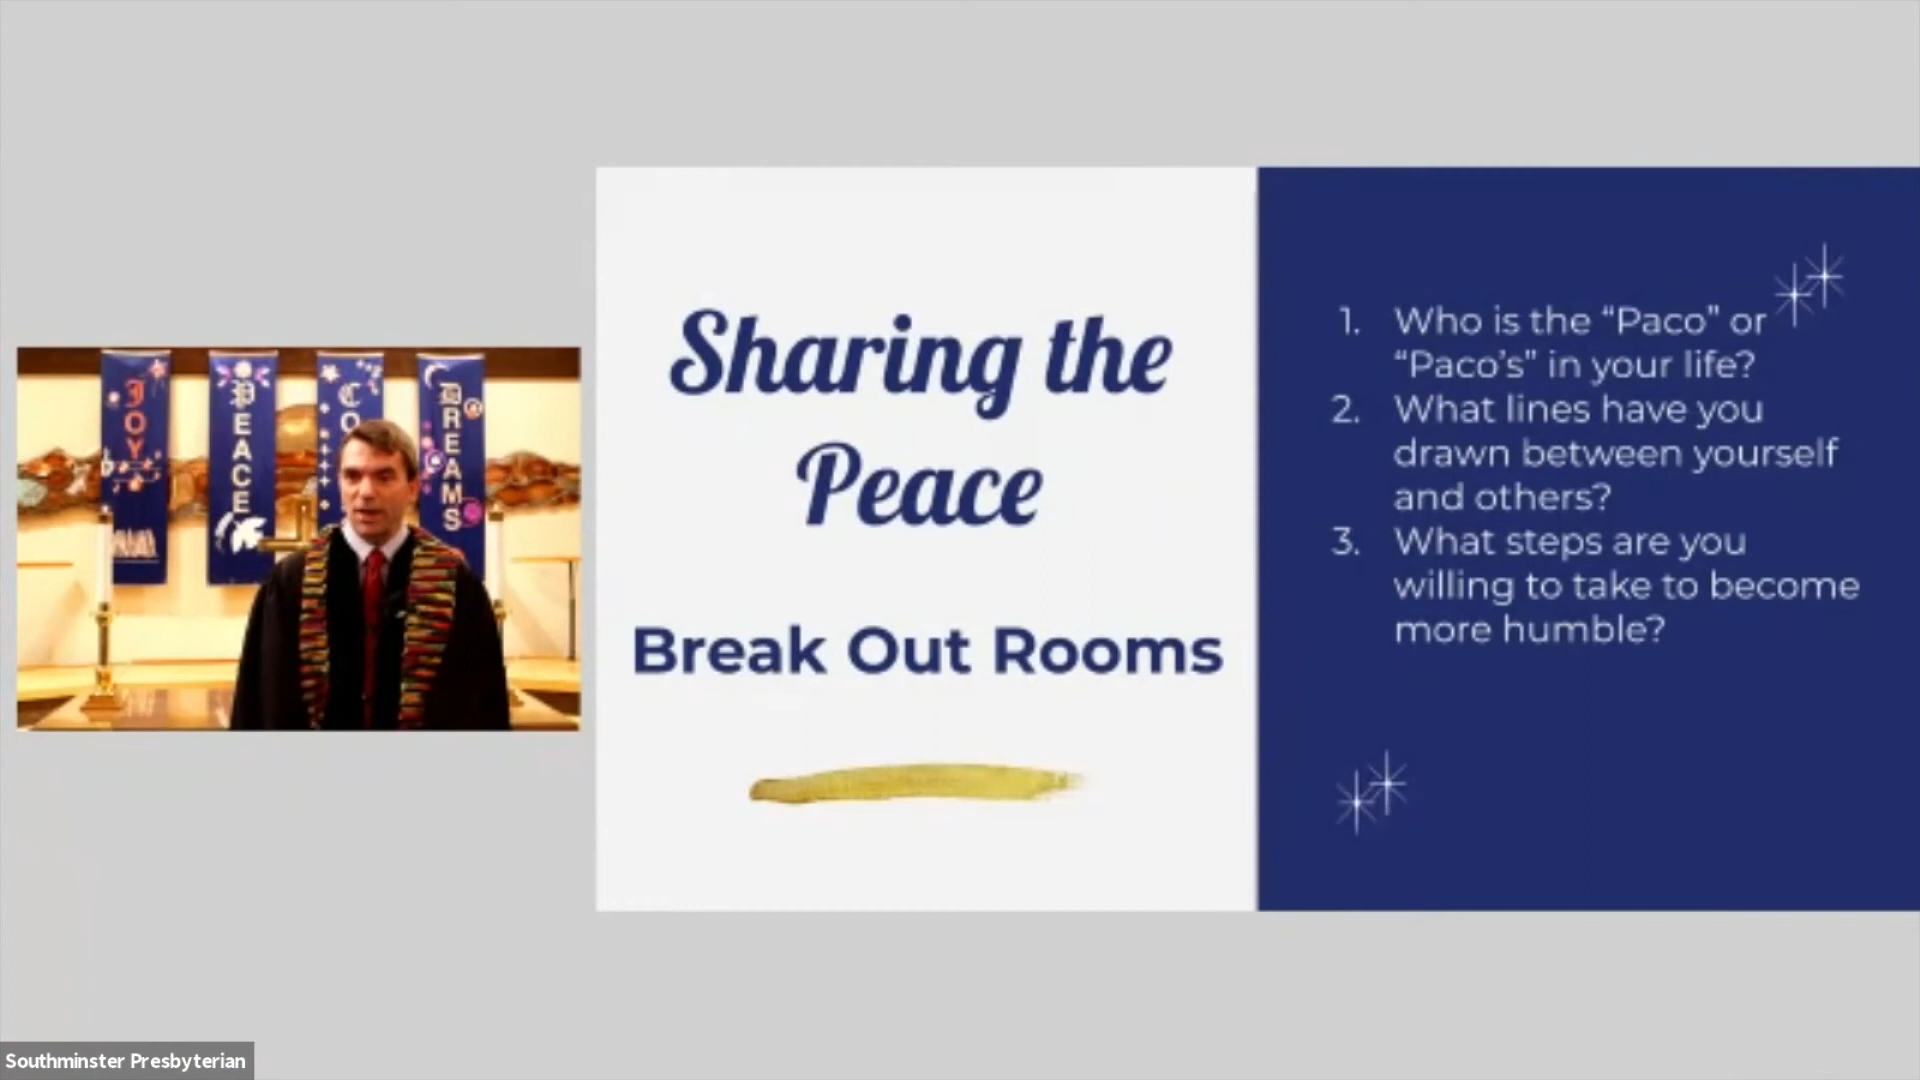 JOY
PEACE
CO
DREAMS
Sharing the
Peace
Break Out Rooms
1. Who is the “Paco” or
“Paco’s” in your life?
2. What lines have you
drawn between yourself
and others?
3. What steps are you
willing to take to become
more humble?
Southminster Presbyterian